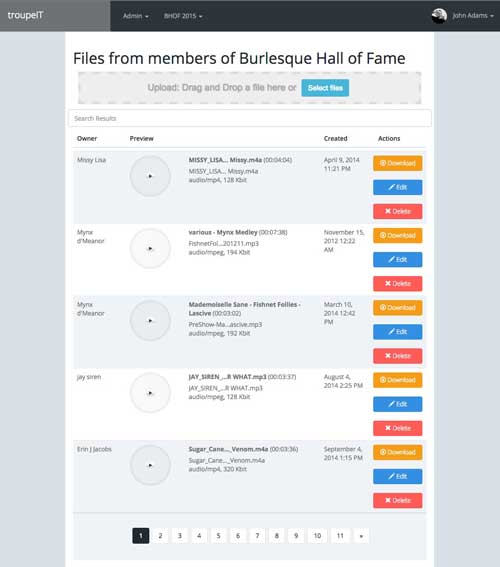 troupeIT
Admin
BHOF 2015
John Adams
Files from members of Burlesque Hall of Fame
Upload: Drag and Drop a file here or Select files
Search Results
Owner Preview Created Actions
Missy Lisa
MISSY_LISA... Missy.m4a (00:04:04)
MISSY_LISA... Missy.m4a
audio/mp4, 128 Kbit
April 9, 2014
11:21 PM
Download
Edit
Delete
Mynx
d'Meanor
various - Mynx Medley (00:07:38)
FishnetFol...201211.mp3
audio/mpeg, 194 Kbit
November 15,
2012 12:22
AM
Download
Edit
Delete
Mynx
d'Meanor
Mademoiselle Sane - Fishnet Follies -
Lascive (00:03:02)
PreShow-Ma...ascive.mp3
audio/mpeg, 192 Kbit
March 10,
2014 12:42
PM
Download
Edit
Delete
jay siren
JAY_SIREN_...R WHAT.mp3 (00:03:37)
JAY_SIREN_...R WHAT.mp3
audio/mpeg, 128 Kbit
August 4,
2014 2:25 PM
Download
Edit
Delete
Erin J Jacobs
Sugar_Cane..._Venom.m4a (00:03:36)
Sugar_Cane..._Venom.m4a
audio/mp4, 320 Kbit
September 4,
2014 1:15 PM
Download
Edit
Delete
1 2 3 4 5 6 7 8 9 10 11 »